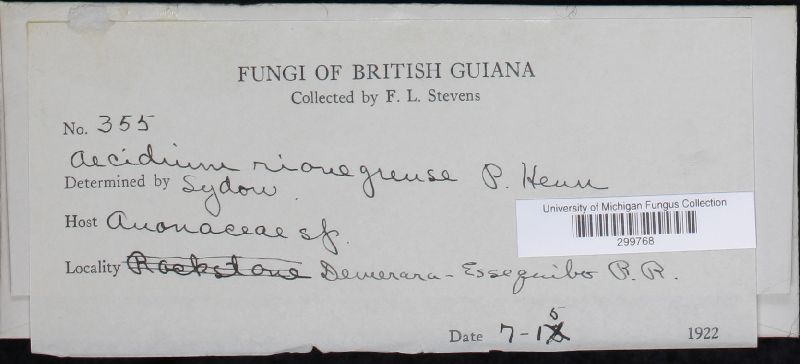 FUNGI OF BRITISH GUIANA
Collected by F. L. Stevens
No. 355
Aecidium rionegrense P. Henn
Determined by Sydow.
Host Anonaceae sp.
University of Michigan Fungus Collection
299768
Locality Rockstone Demerara-Essequibo R.R.
Date 7-15 1922